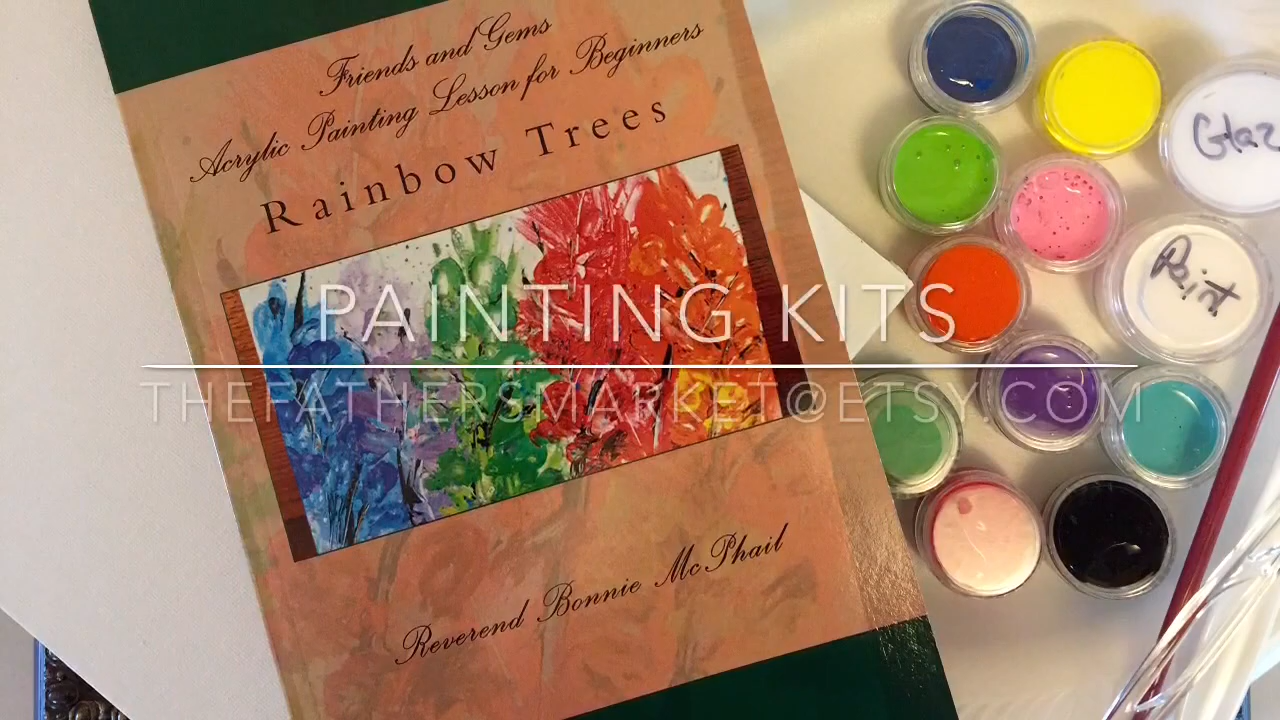 Friends and Gems
Acrylic Painting Lesson for Beginners
Rainbow Trees
PAINTING KITS
THEFATHERSMARKET@ETSY.COM
Reverend Bonnie McPhail
Paint